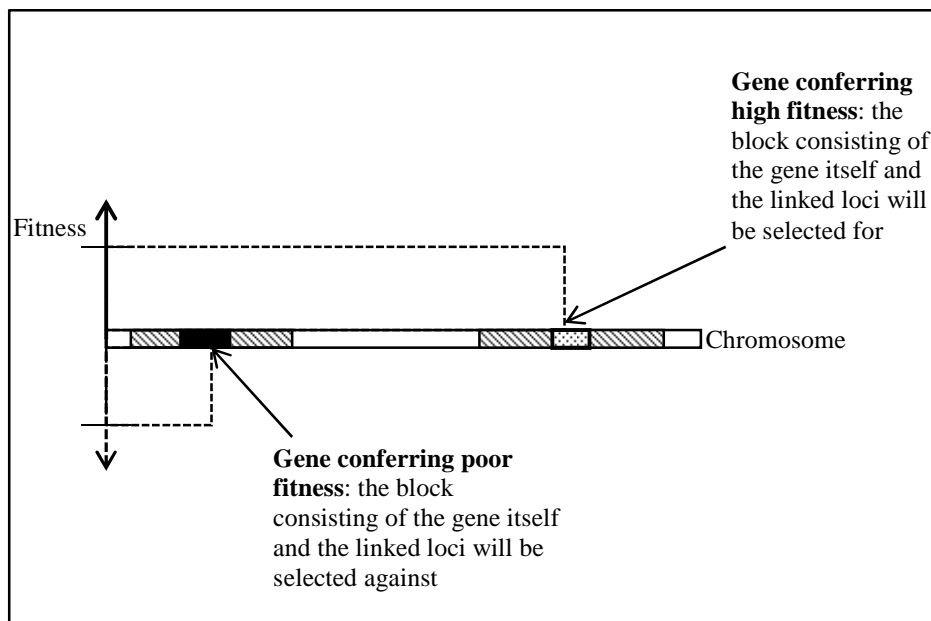 Gene conferring
high fitness: the
block consisting of
the gene itself and
the linked loci will
be selected for
Fitness
Chromosome
Gene conferring poor
fitness: the block
consisting of the gene itself
and the linked loci will be
selected against